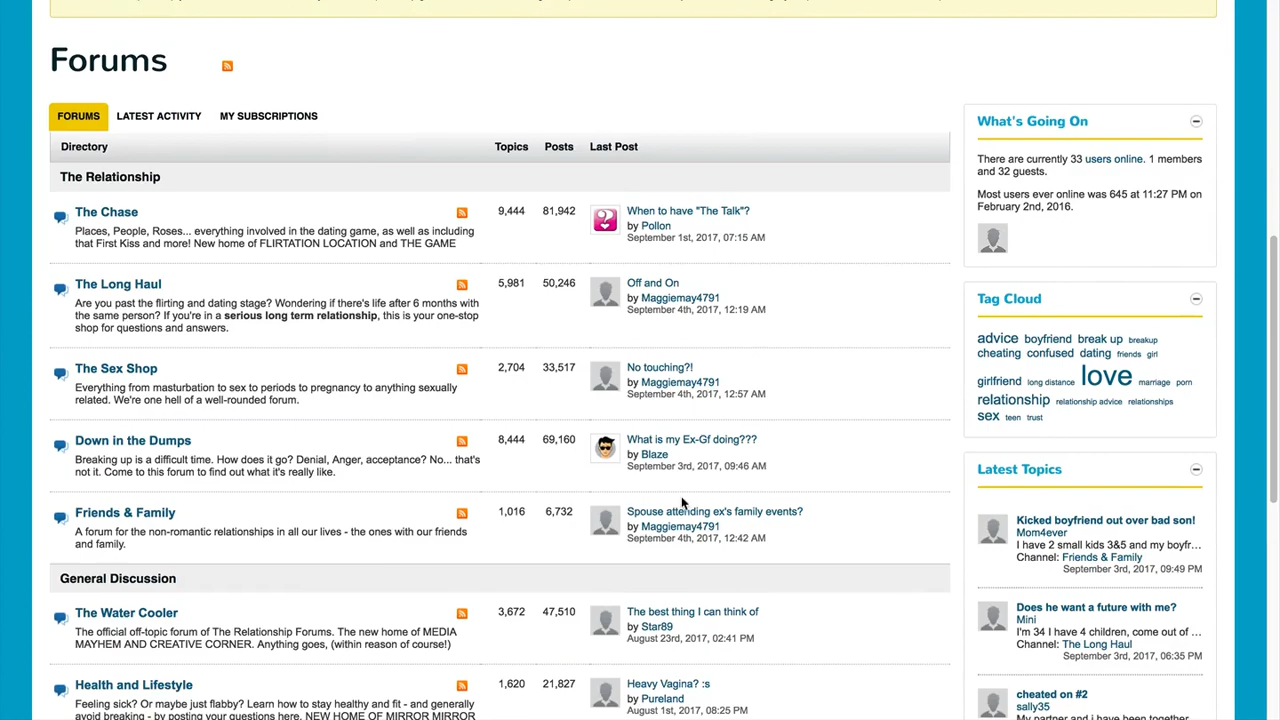 Forums
FORUMS LATEST ACTIVITY MY SUBSCRIPTIONS
Directory Topics Posts Last Post
The Relationship
The Chase
Places, People, Roses... everything involved in the dating game, as well as including
that First Kiss and more! New home of FLIRTATION LOCATION and THE GAME
9,444 81,942
When to have "The Talk"?
by Pollon
September 1st, 2017, 07:15 AM
The Long Haul
Are you past the flirting and dating stage? Wondering if there's life after 6 months with
the same person? If you're in a serious long term relationship, this is your one-stop
shop for questions and answers.
5,981 50,246
Off and On
by Maggiemay4791
September 4th, 2017, 12:19 AM
The Sex Shop
Everything from masturbation to sex to periods to pregnancy to anything sexually
related. We're one hell of a well-rounded forum.
2,704 33,517
No touching?!
by Maggiemay4791
September 4th, 2017, 12:57 AM
Down in the Dumps
Breaking up is a difficult time. How does it go? Denial, Anger, acceptance? No... that's
not it. Come to this forum to find out what it's really like.
8,444 69,160
What is my Ex-Gf doing???
by Blaze
September 3rd, 2017, 09:46 AM
Friends & Family
A forum for the non-romantic relationships in all our lives - the ones with our friends
and family.
1,016 6,732
Spouse attending ex's family events?
by Maggiemay4791
September 4th, 2017, 12:42 AM
General Discussion
The Water Cooler
The official off-topic forum of The Relationship Forums. The new home of MEDIA
MAYHEM AND CREATIVE CORNER. Anything goes, (within reason of course!)
3,672 47,510
The best thing I can think of
by Star89
August 23rd, 2017, 02:41 PM
Health and Lifestyle
Feeling sick? Or maybe just flabby? Learn how to stay healthy and fit - and generally
avoid breaking - by posting your questions here. NEW HOME OF MIRROR MIRROR
1,620 21,827
Heavy Vagina? :s
by Pureland
August 1st, 2017, 08:25 PM
What's Going On
There are currently 33 users online. 1 members
and 32 guests.
Most users ever online was 645 at 11:27 PM on
February 2nd, 2016.
Tag Cloud
advice boyfriend break up breakup
cheating confused dating friends girl
girlfriend long distance love marriage porn
relationship relationship advice relationships
sex teen trust
Latest Topics
Kicked boyfriend out over bad son!
Mom4ever
I have 2 small kids 3&5 and my boyfr...
Channel: Friends & Family
September 3rd, 2017, 09:49 PM
Does he want a future with me?
Mini
I'm 34 I have 4 children, come out of ...
Channel: The Long Haul
September 3rd, 2017, 06:35 PM
cheated on #2
sally35
My partner and i have been together